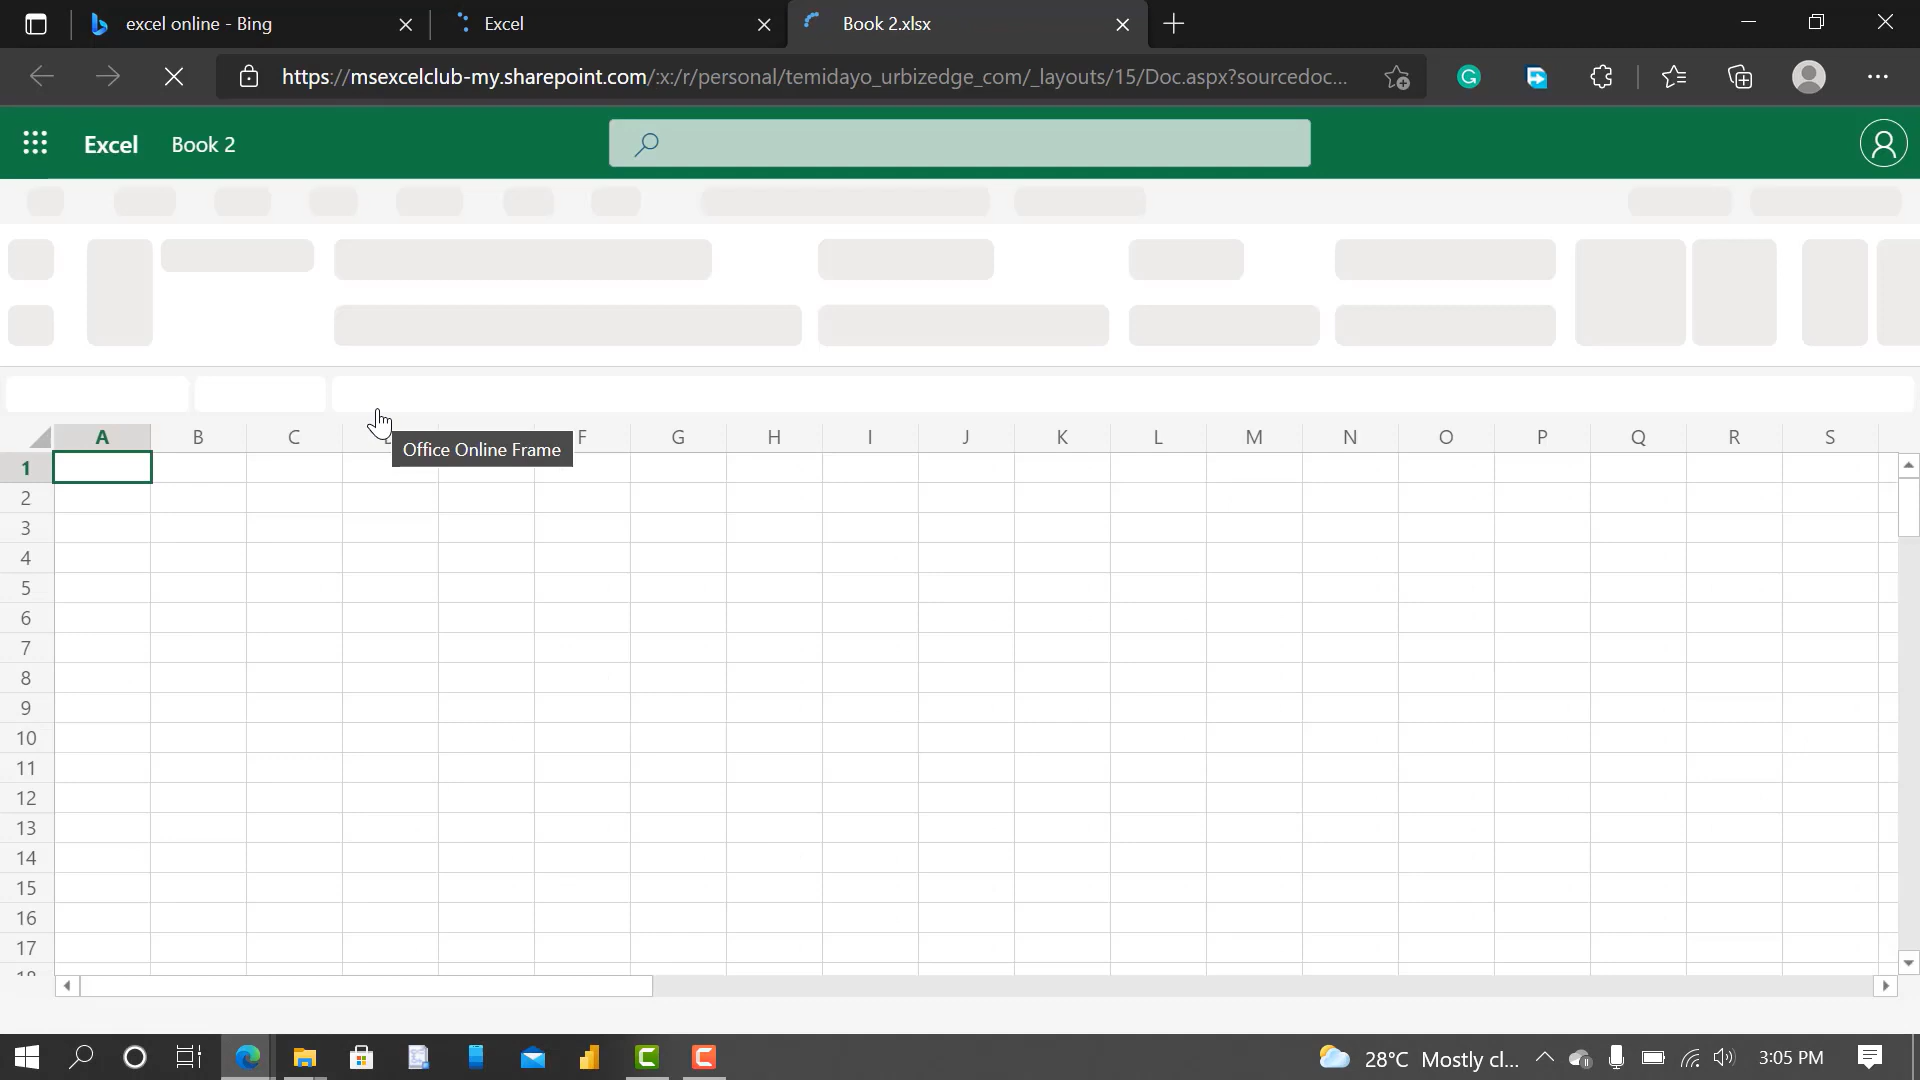 excel online - Bing
Excel
Book 2.xlsx
https://msexcelclub-my.sharepoint.com/:x:/r/personal/temidayo_urbizedge_com/_layouts/15/Doc.aspx?sourcedoc...
Excel Book 2
A B C F G H I J K L M N O P Q R S
Office Online Frame
1
2
3
4
5
6
7
8
9
10
11
12
13
14
15
16
17
18
28°C Mostly cl...
3:05 PM